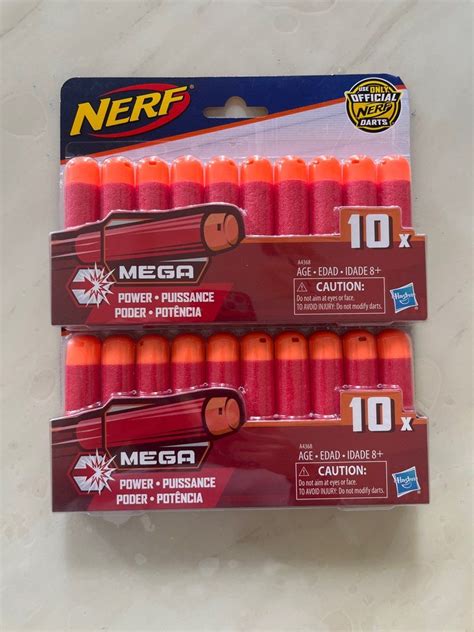 NERF
USE ONLY
OFFICIAL
NERF
DARTS
10x
MEGA
POWER • PUISSANCE
PODER • POTÊNCIA
A4368
AGE • EDAD • IDADE 8+
CAUTION:
Do not aim at eyes or face.
TO AVOID INJURY: Do not modify darts.
Hasbro
10x
MEGA
POWER • PUISSANCE
PODER • POTÊNCIA
A4368
AGE • EDAD • IDADE 8+
CAUTION:
Do not aim at eyes or face.
TO AVOID INJURY: Do not modify darts.
Hasbro